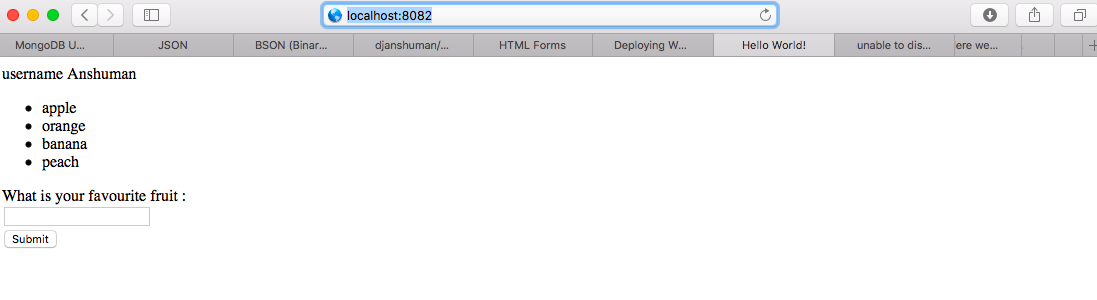 localhost:8082
MongoDB U...
JSON
BSON (Binar...
djanshuman/...
HTML Forms
Deploying W...
Hello World!
unable to dis...
ere we...
username Anshuman
apple
orange
banana
peach
What is your favourite fruit :
Submit